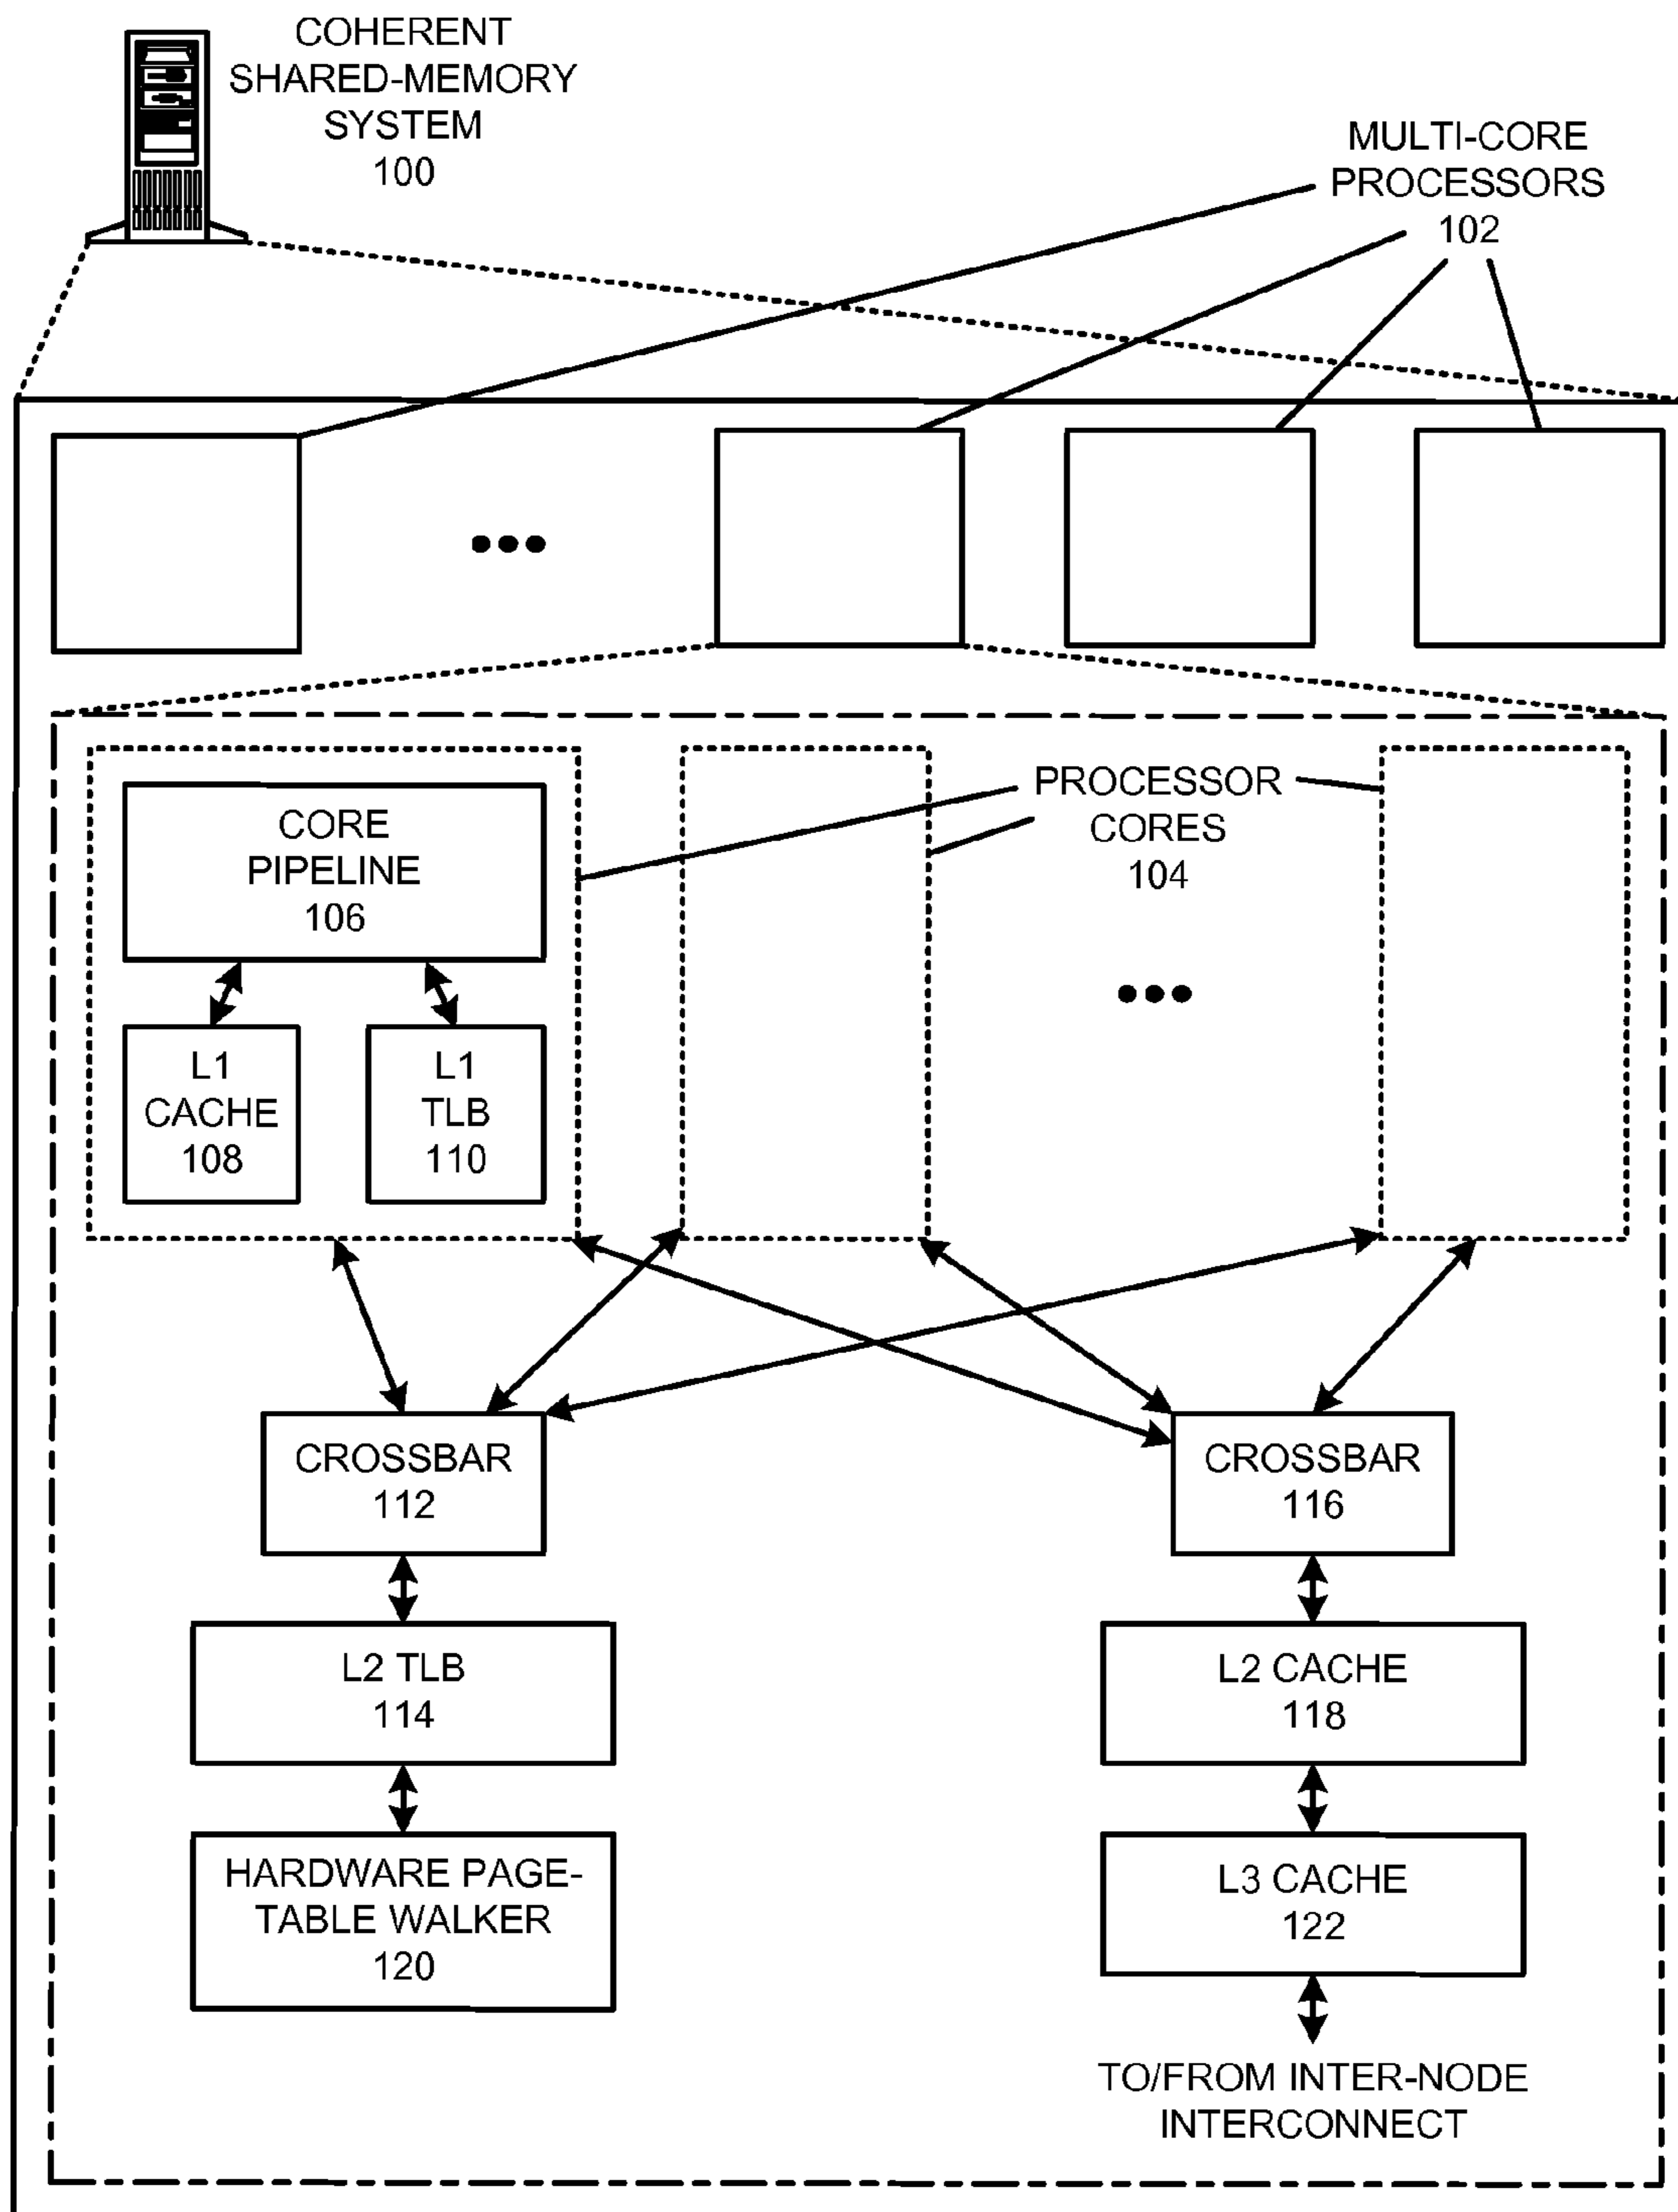 COHERENT
SHARED-MEMORY
SYSTEM
100
MULTI-CORE
PROCESSORS
102
PROCESSOR
CORES
104
CORE
PIPELINE
106
L1
CACHE
108
L1
TLB
110
CROSSBAR
112
CROSSBAR
116
L2 TLB
114
L2 CACHE
118
HARDWARE PAGE-
TABLE WALKER
120
L3 CACHE
122
TO/FROM INTER-NODE
INTERCONNECT